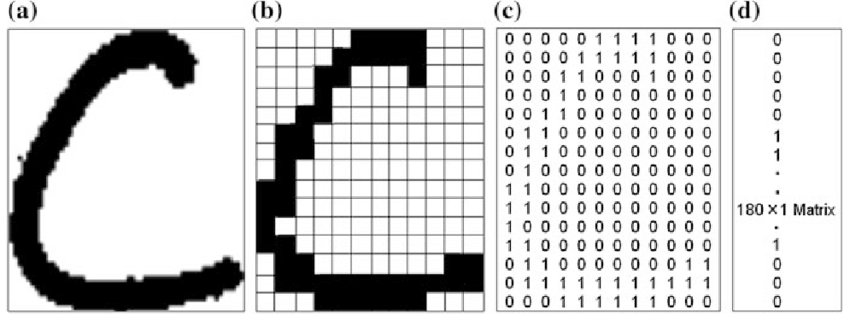 (a)
(b)
(c)
0 0 0 0 0 1 1 1 1 0 0 0
0 0 0 0 1 1 1 1 1 0 0 0
0 0 0 1 1 0 0 0 1 0 0 0
0 0 0 1 0 0 0 0 0 0 0 0
0 0 1 1 0 0 0 0 0 0 0 0
0 1 1 0 0 0 0 0 0 0 0 0
0 1 1 0 0 0 0 0 0 0 0 0
0 1 0 0 0 0 0 0 0 0 0 0
1 1 0 0 0 0 0 0 0 0 0 0
1 1 0 0 0 0 0 0 0 0 0 0
1 0 0 0 0 0 0 0 0 0 0 0
1 1 0 0 0 0 0 0 0 0 0 0
0 1 1 0 0 0 0 0 0 0 1 1
0 1 1 1 1 1 1 1 1 1 1 1
0 0 0 1 1 1 1 1 1 0 0 0
(d)
0
0
0
0
0
1
1
.
.
180 × 1 Matrix
.
1
0
0
0